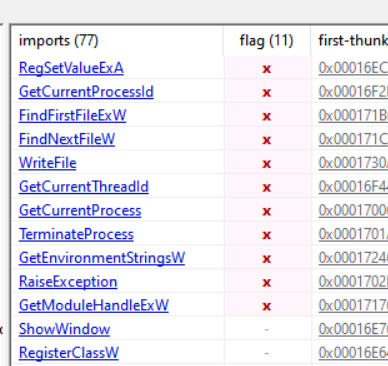 imports (77) flag (11) first-thunk
RegSetValueExA x 0x00016EC
GetCurrentProcessId x 0x00016F2
FindFirstFileExW x 0x000171B
FindNextFileW x 0x000171C
WriteFile x 0x0001730
GetCurrentThreadId x 0x00016F4
GetCurrentProcess x 0x0001700
TerminateProcess x 0x0001701
GetEnvironmentStringsW x 0x0001724
RaiseException x 0x0001702
GetModuleHandleExW x 0x0001717
ShowWindow - 0x00016E7
RegisterClassW - 0x00016E6